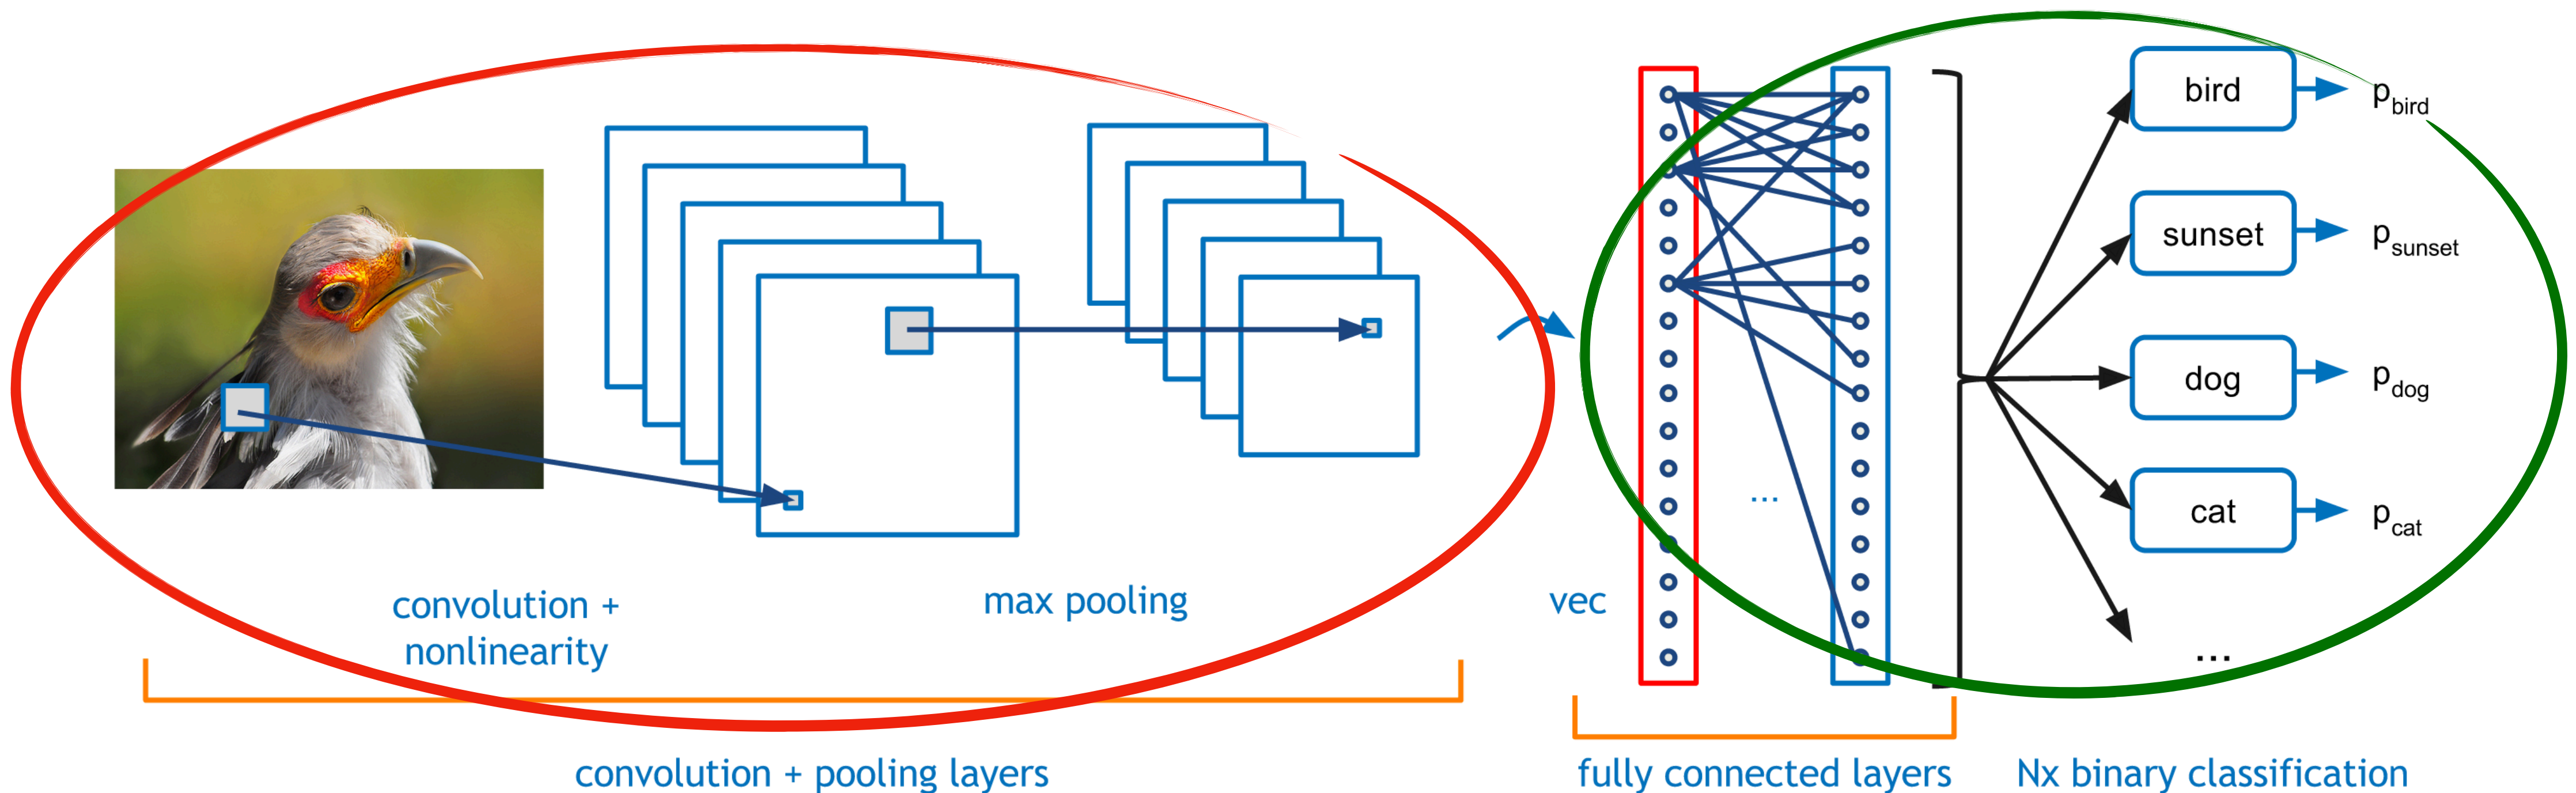 convolution +
nonlinearity
max pooling
vec
convolution + pooling layers
fully connected layers
Nx binary classification
...
bird
p_bird
sunset
p_sunset
dog
p_dog
cat
p_cat
...